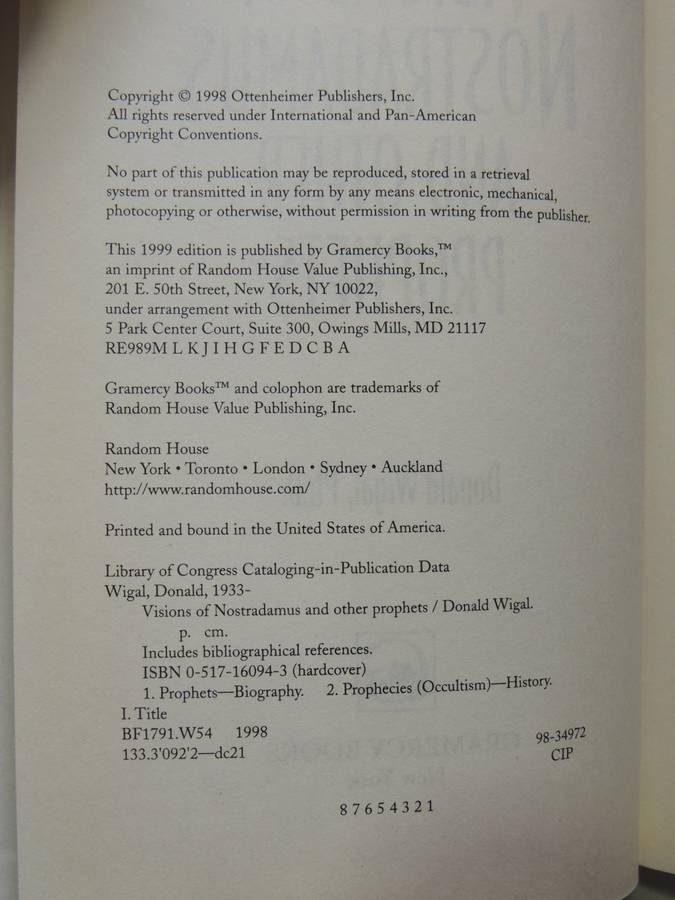 Copyright © 1998 Ottenheimer Publishers, Inc.
All rights reserved under International and Pan-American
Copyright Conventions.
No part of this publication may be reproduced, stored in a retrieval
system or transmitted in any form by any means electronic, mechanical,
photocopying or otherwise, without permission in writing from the publisher.
This 1999 edition is published by Gramercy Books,™
an imprint of Random House Value Publishing, Inc.,
201 E. 50th Street, New York, NY 10022,
under arrangement with Ottenheimer Publishers, Inc.
5 Park Center Court, Suite 300, Owings Mills, MD 21117
RE989M L K J I H G F E D C B A
Gramercy Books™ and colophon are trademarks of
Random House Value Publishing, Inc.
Random House
New York • Toronto • London • Sydney • Auckland
http://www.randomhouse.com/
Printed and bound in the United States of America.
Library of Congress Cataloging-in-Publication Data
Wigal, Donald, 1933-
Visions of Nostradamus and other prophets / Donald Wigal.
p. cm.
Includes bibliographical references.
ISBN 0-517-16094-3 (hardcover)
1. Prophets—Biography. 2. Prophecies (Occultism)—History.
I. Title
BF1791.W54 1998
98-34972
133.3'092'2—dc21
CIP
8 7 6 5 4 3 2 1